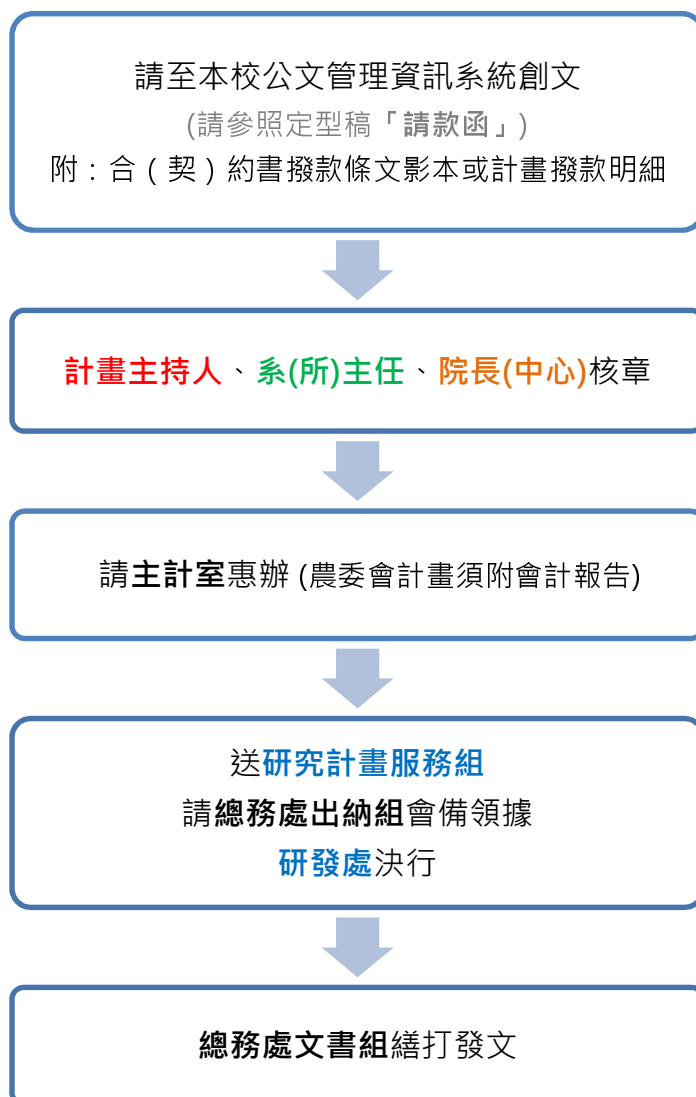 請至本校公文管理資訊系統創文
(請參照定型稿「請款函」)
附：合（契）約書撥款條文影本或計畫撥款明細
計畫主持人、系(所)主任、院長(中心)核章
請主計室惠辦 (農委會計畫須附會計報告)
送研究計畫服務組
請總務處出納組會備領據
研發處決行
總務處文書組繕打發文